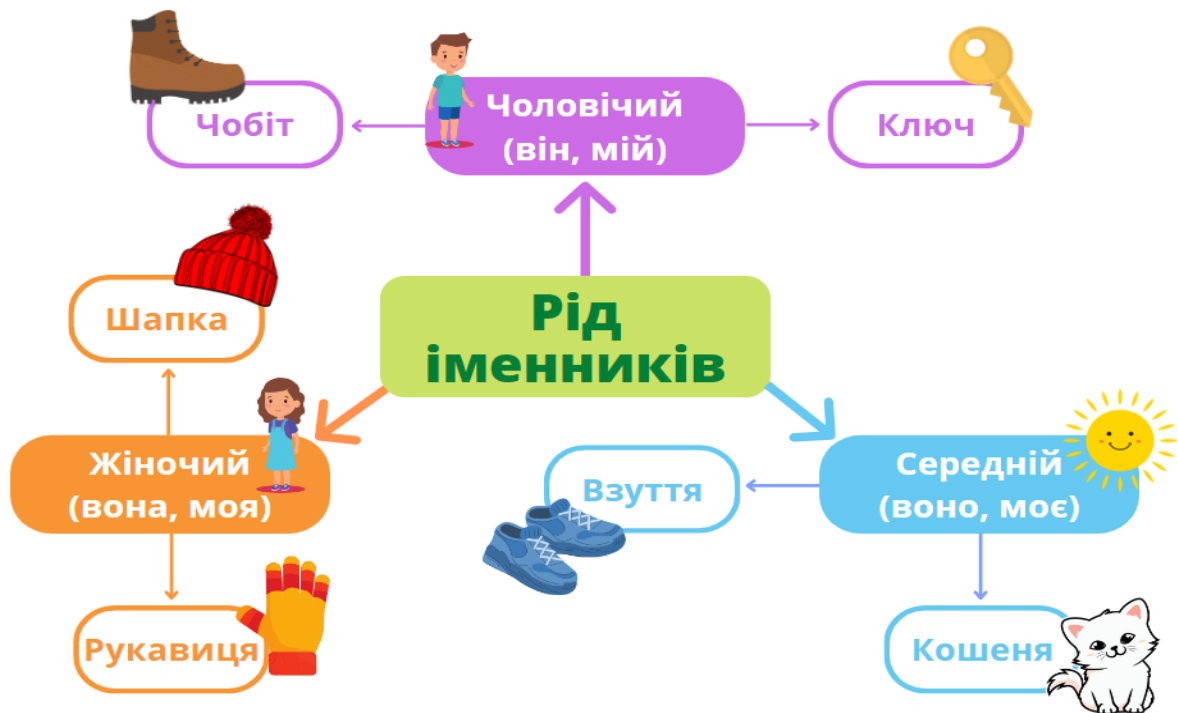 Чобіт
Чоловічий
(він, мій)
Ключ
Шапка
Рід
іменників
Жіночий
(вона, моя)
Взуття
Середній
(воно, моє)
Рукавиця
Кошеня